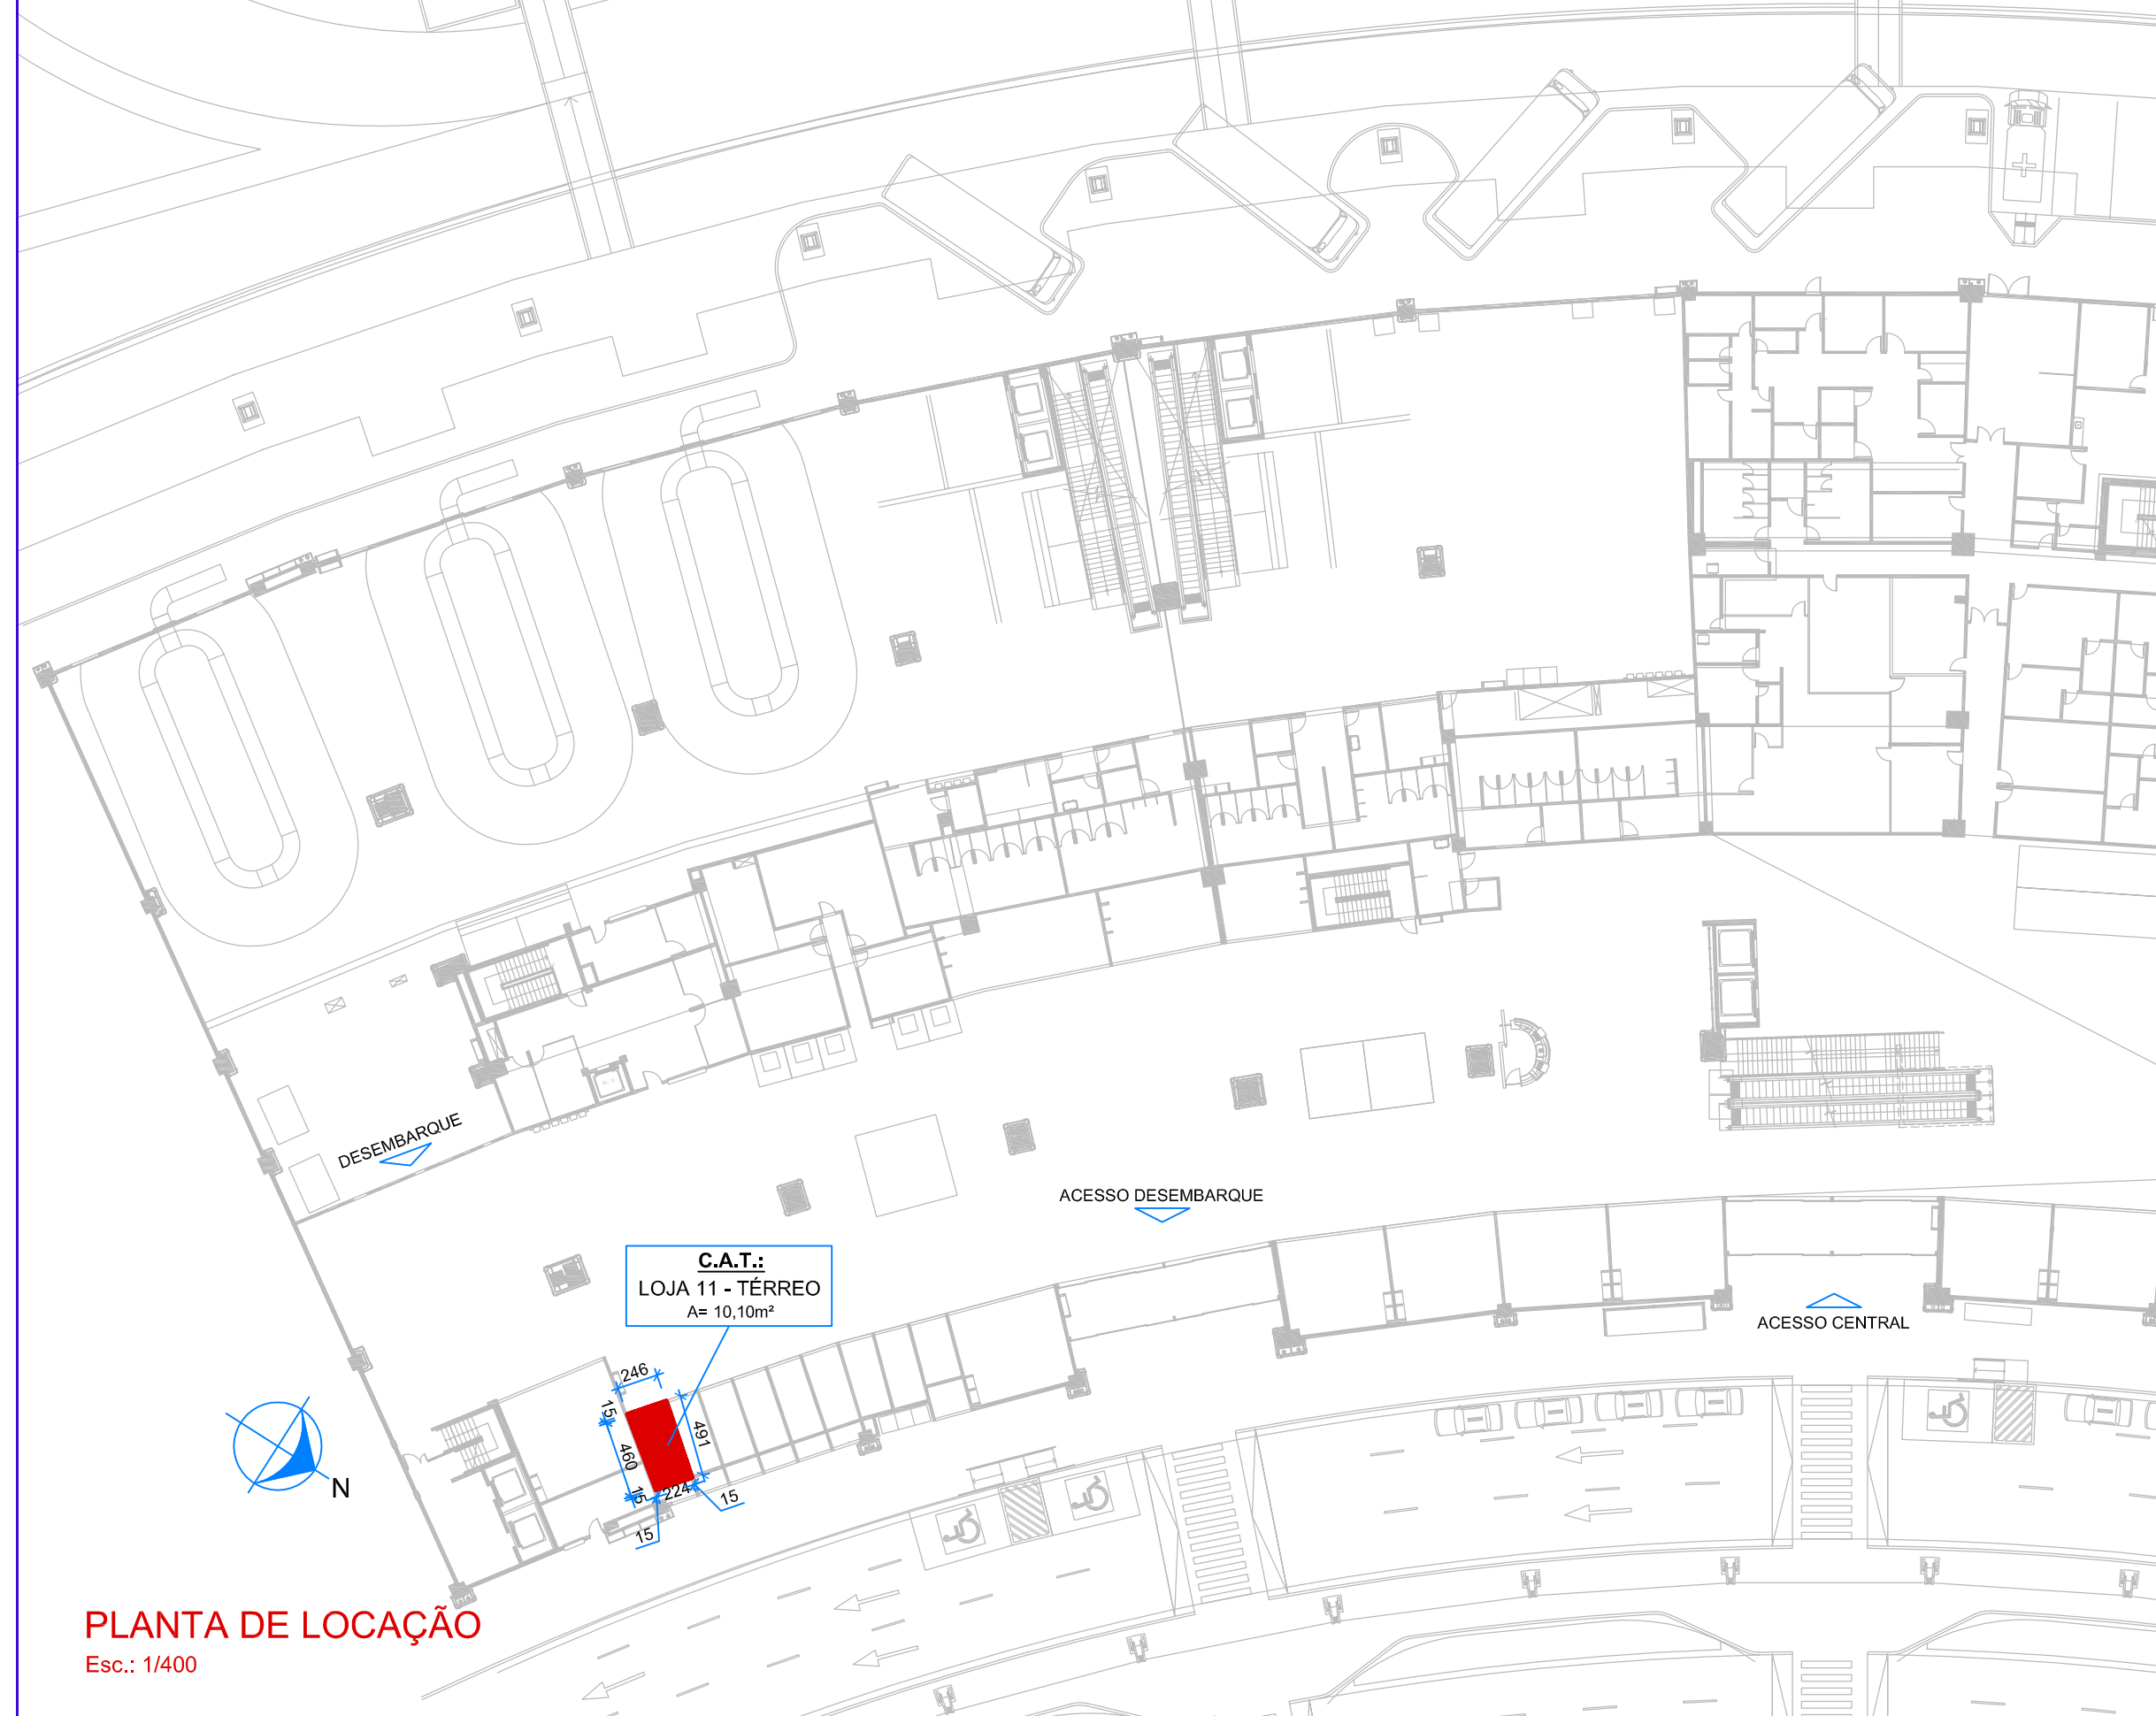 DESEMBARQUE
ACESSO DESEMBARQUE
C.A.T.:
LOJA 11 - TÉRREO
A= 10,10m²
ACESSO CENTRAL
246
15
491
460
15
224
15
15
N
PLANTA DE LOCAÇÃO
Esc.: 1/400